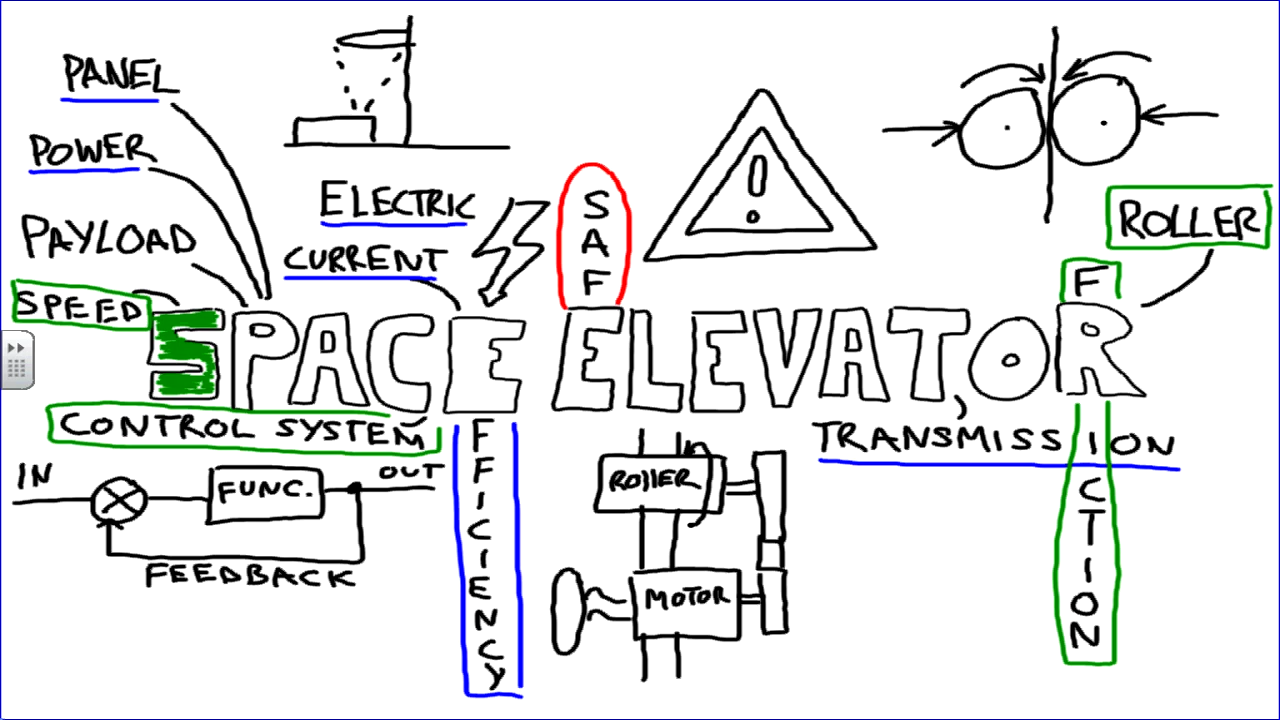 PANEL
POWER
PAYLOAD
SPEED
ELECTRIC
CURRENT
SAF
!
ROLLER
F
SPACE ELEVATOR
CONTROL SYSTEM
FFICIENCY
TRANSMISSION
CTION
IN
FUNC.
OUT
FEEDBACK
ROLLER
MOTOR